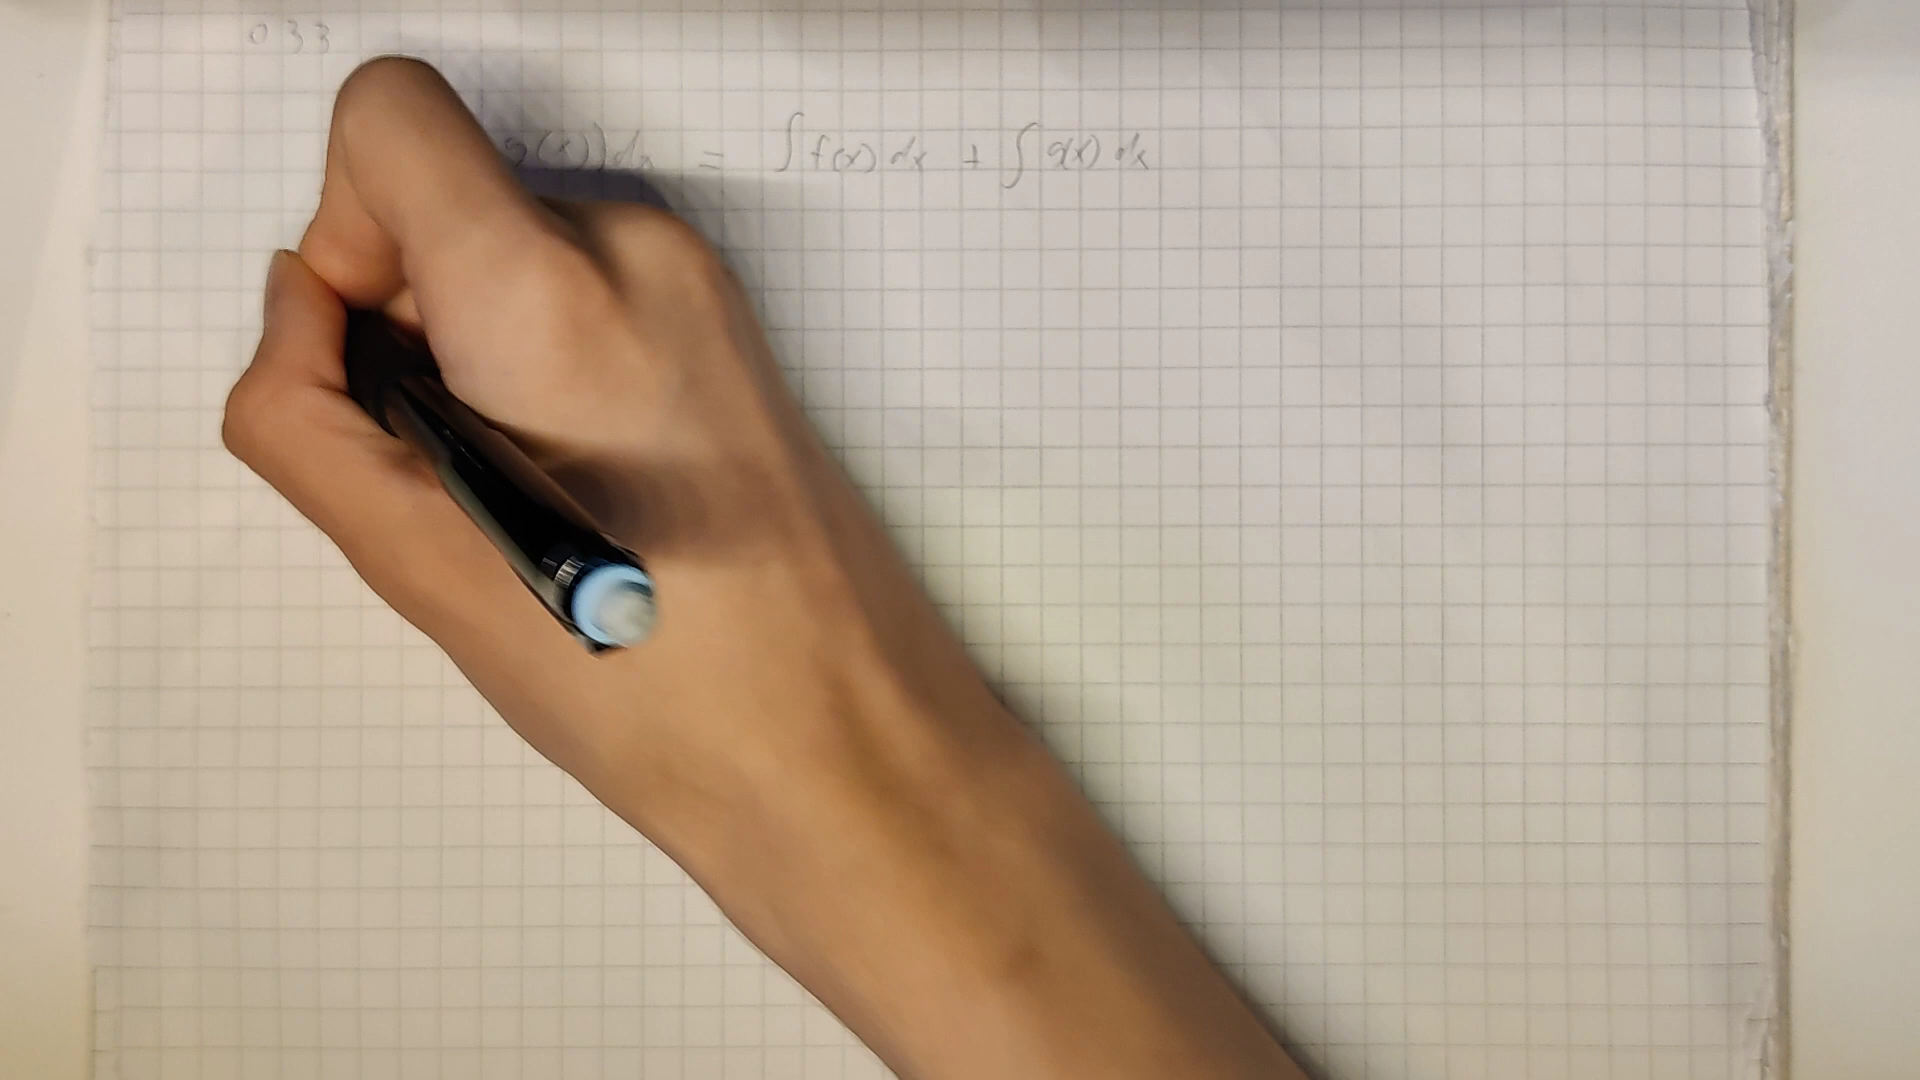 033
g(x))dx = ∫f(x)dx + ∫g(x)dx